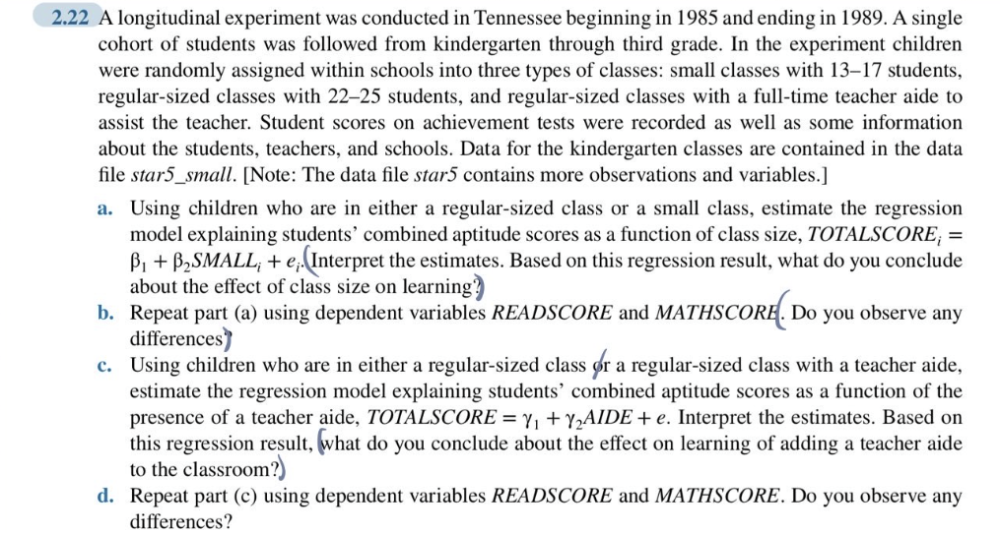 2.22 A longitudinal experiment was conducted in Tennessee beginning in 1985 and ending in 1989. A single
cohort of students was followed from kindergarten through third grade. In the experiment children
were randomly assigned within schools into three types of classes: small classes with 13–17 students,
regular-sized classes with 22–25 students, and regular-sized classes with a full-time teacher aide to
assist the teacher. Student scores on achievement tests were recorded as well as some information
about the students, teachers, and schools. Data for the kindergarten classes are contained in the data
file star5_small. [Note: The data file star5 contains more observations and variables.]
a. Using children who are in either a regular-sized class or a small class, estimate the regression
model explaining students’ combined aptitude scores as a function of class size, TOTALSCOREᵢ =
β₁ + β₂SMALLᵢ + eᵢ. Interpret the estimates. Based on this regression result, what do you conclude
about the effect of class size on learning?
b. Repeat part (a) using dependent variables READSCORE and MATHSCORE. Do you observe any
differences?
c. Using children who are in either a regular-sized class or a regular-sized class with a teacher aide,
estimate the regression model explaining students’ combined aptitude scores as a function of the
presence of a teacher aide, TOTALSCORE = γ₁ + γ₂AIDE + e. Interpret the estimates. Based on
this regression result, what do you conclude about the effect on learning of adding a teacher aide
to the classroom?
d. Repeat part (c) using dependent variables READSCORE and MATHSCORE. Do you observe any
differences?